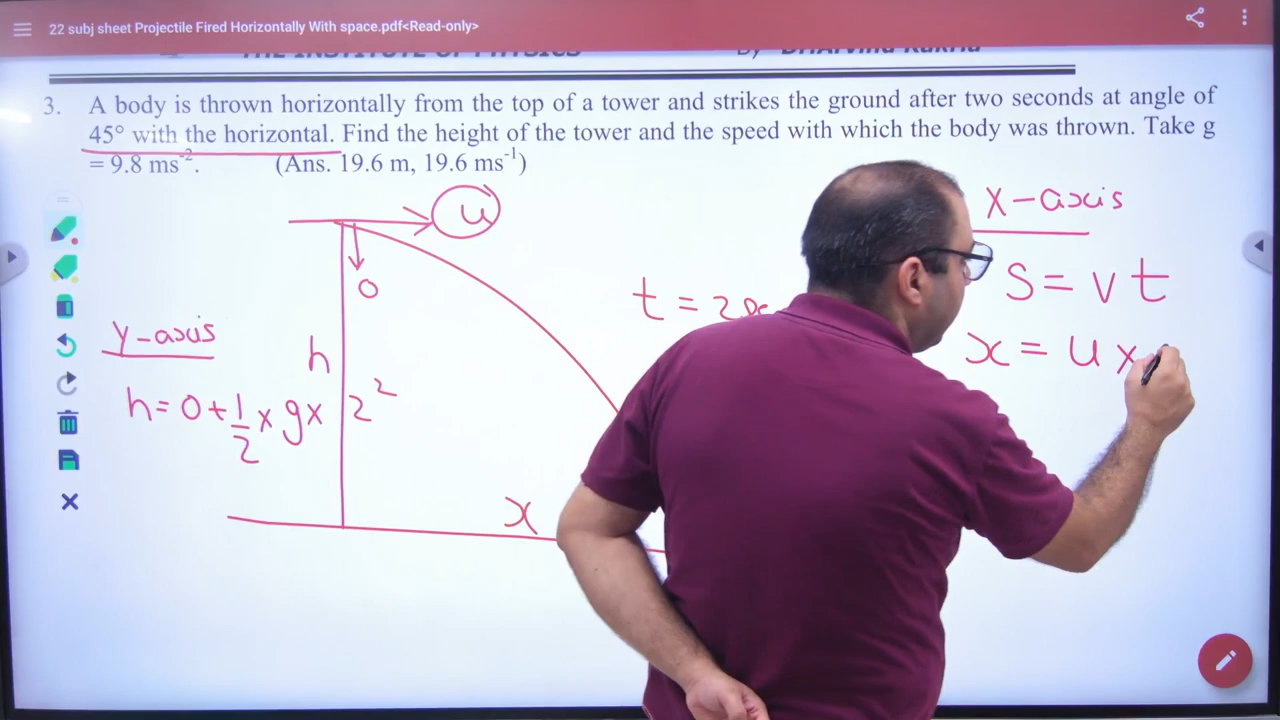 22 subj sheet Projectile Fired Horizontally With space.pdf<Read-only>
THE INSTITUTE OF PHYSICS By
3. A body is thrown horizontally from the top of a tower and strikes the ground after two seconds at angle of
45° with the horizontal. Find the height of the tower and the speed with which the body was thrown. Take g
= 9.8 ms⁻². (Ans. 19.6 m, 19.6 ms⁻¹)
u
0
h
x
Y-axis
h = 0 + 1/2 x g x 2²
t = 2
X-axis
S = v t
x = u x